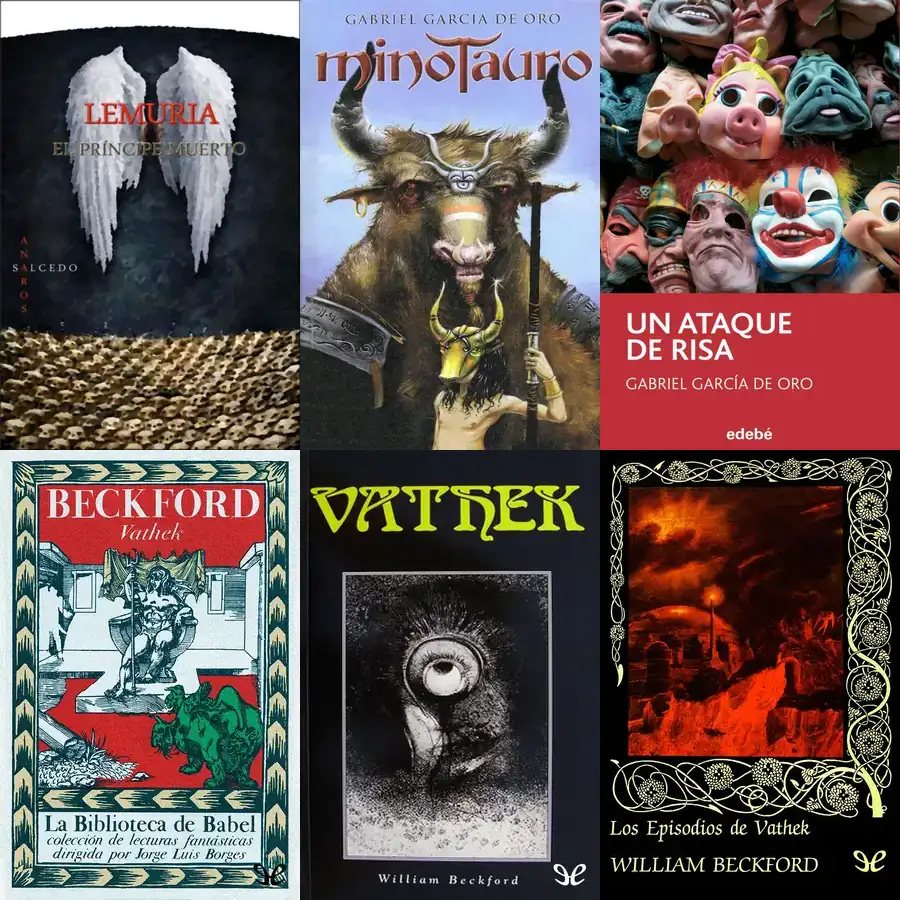 LEMURIA
EL PRÍNCIPE MUERTO
ANAROS
SALCEDO
GABRIEL GARCIA DE ORO
minoTauro
UN ATAQUE
DE RISA
GABRIEL GARCÍA DE ORO
edebé
BECKFORD
Vathek
La Biblioteca de Babel
colección de lecturas fantásticas
dirigida por Jorge Luis Borges
VATHEK
William Beckford
Los Episodios de Vathek
WILLIAM BECKFORD